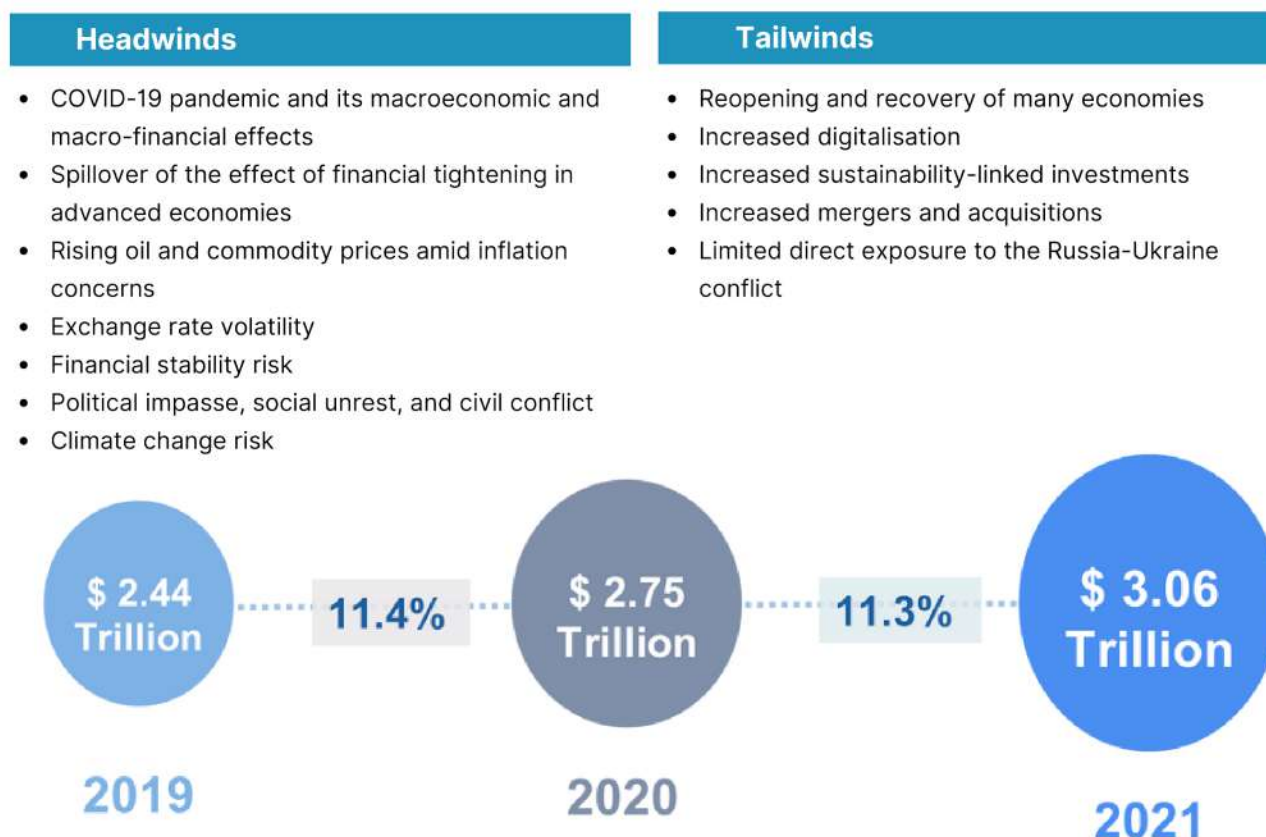 Headwinds
• COVID-19 pandemic and its macroeconomic and
macro-financial effects
• Spillover of the effect of financial tightening in
advanced economies
• Rising oil and commodity prices amid inflation
concerns
• Exchange rate volatility
• Financial stability risk
• Political impasse, social unrest, and civil conflict
• Climate change risk
Tailwinds
• Reopening and recovery of many economies
• Increased digitalisation
• Increased sustainability-linked investments
• Increased mergers and acquisitions
• Limited direct exposure to the Russia-Ukraine
conflict
$ 2.44
Trillion
11.4%
$ 2.75
Trillion
11.3%
$ 3.06
Trillion
2019
2020
2021